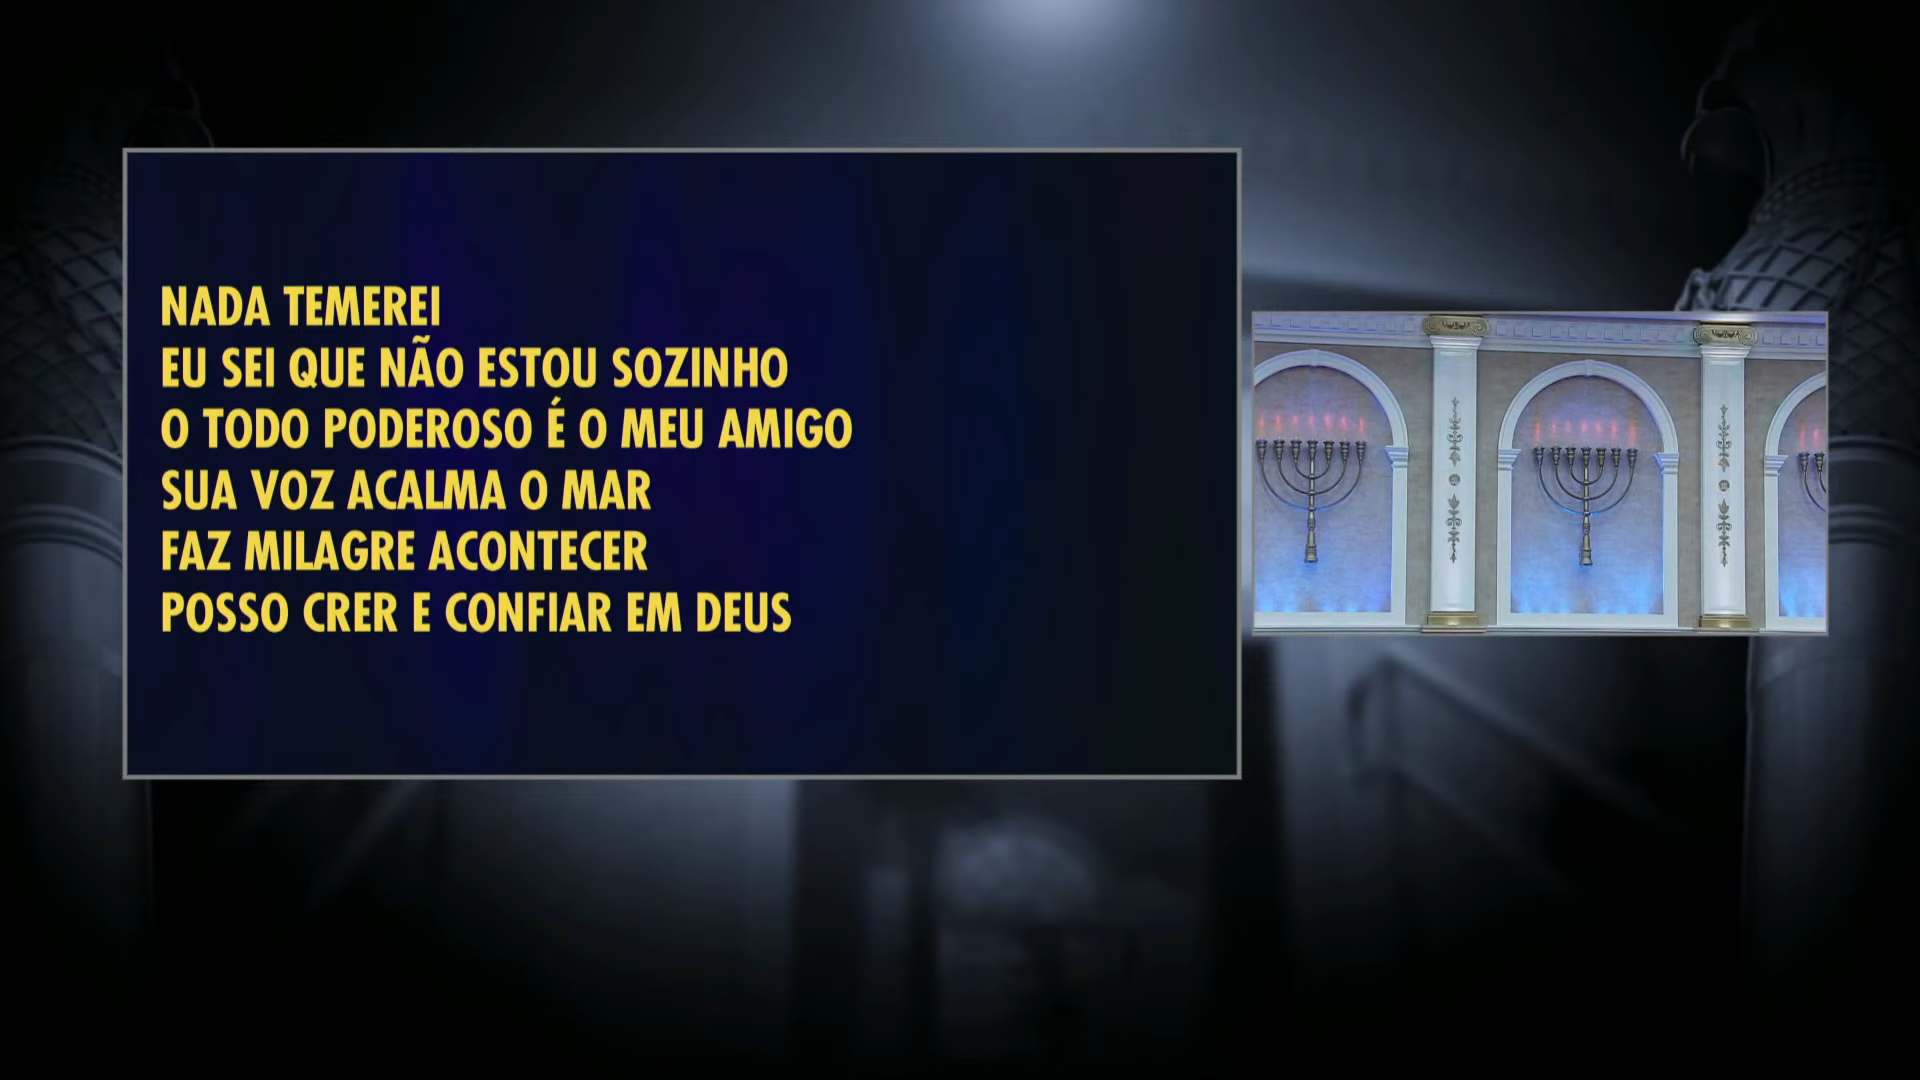 NADA TEMEREI
EU SEI QUE NÃO ESTOU SOZINHO
O TODO PODEROSO É O MEU AMIGO
SUA VOZ ACALMA O MAR
FAZ MILAGRE ACONTECER
POSSO CRER E CONFIAR EM DEUS